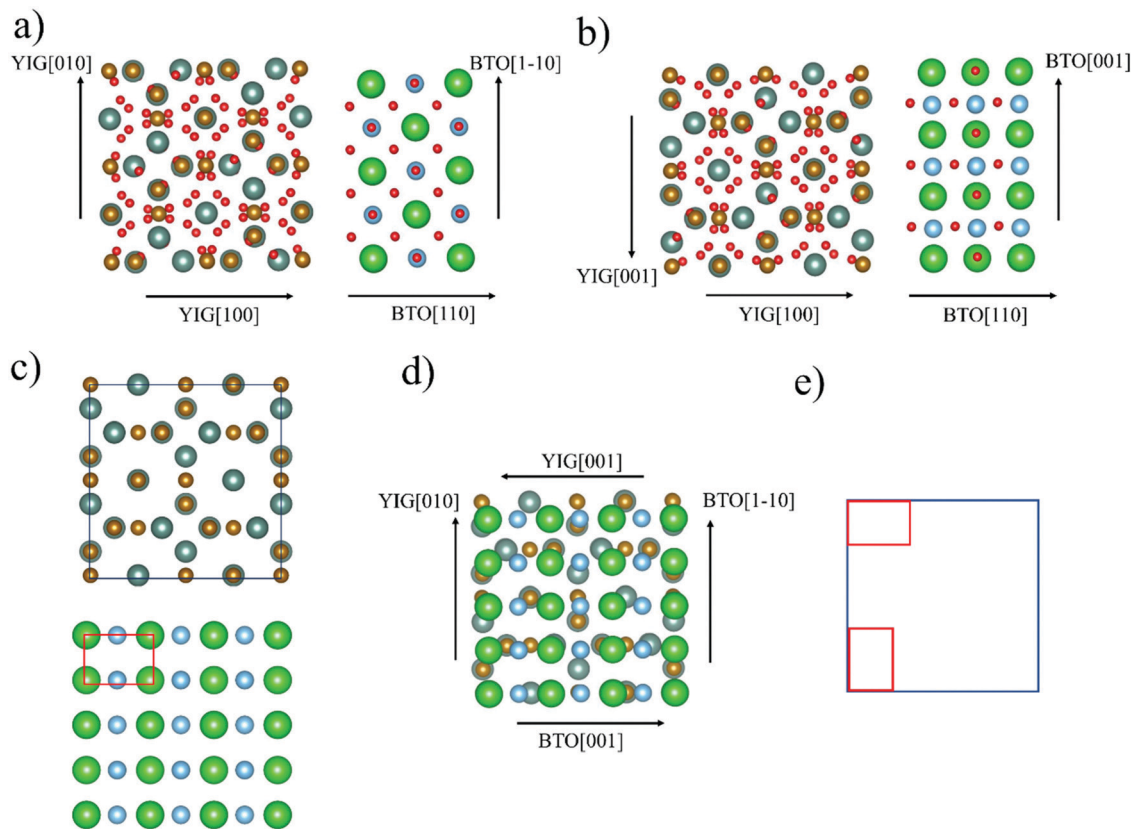 a)
YIG[010]
BTO[1-10]
YIG[100]
BTO[110]
b)
BTO[001]
YIG[001]
YIG[100]
BTO[110]
c)
d)
YIG[001]
YIG[010]
BTO[1-10]
BTO[001]
e)